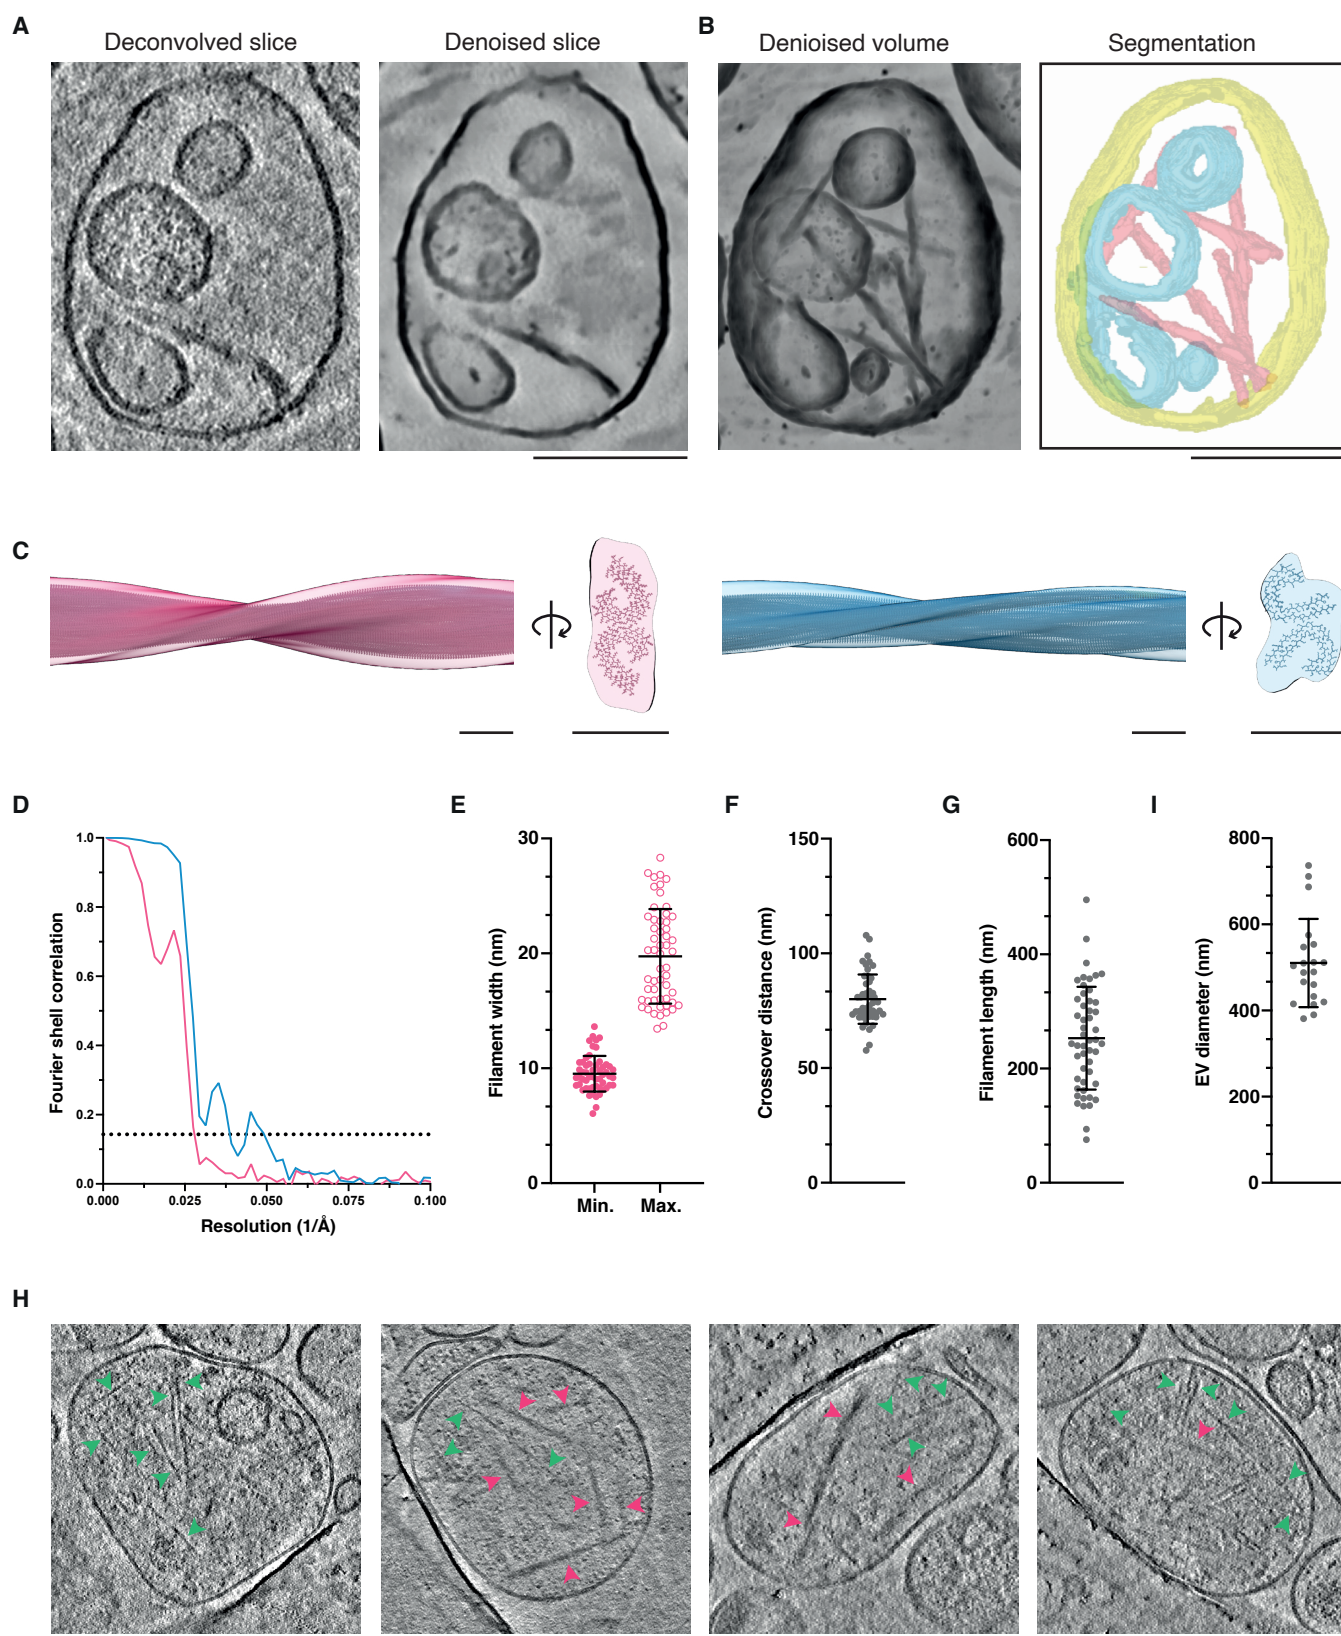 A
B
Deconvolved slice
Denoised slice
Denioised volume
Segmentation
C
D
E
F
G
I
1.0
0.8
0.6
0.4
0.2
0.0
Fourier shell correlation
0.000
0.025
0.050
0.075
0.100
Resolution (1/Å)
30
20
10
0
Filament width (nm)
Min.
Max.
150
100
50
0
Crossover distance (nm)
600
400
200
0
Filament length (nm)
800
600
400
200
0
EV diameter (nm)
H